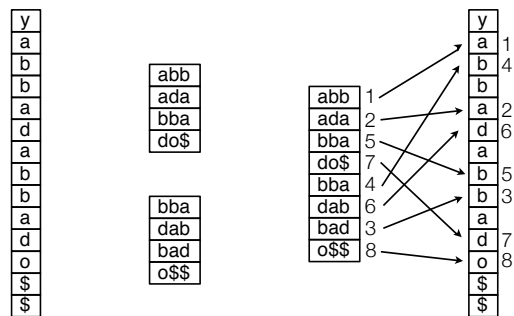 y
a
b
b
a
d
a
b
b
a
d
o
$
$
abb
ada
bba
do$
bba
dab
bad
o$$
abb 1
ada 2
bba 5
do$ 7
bba 4
dab 6
bad 3
o$$ 8
y
a 1
b 4
b
a 2
d 6
a
b 5
b 3
a
d 7
o 8
$
$